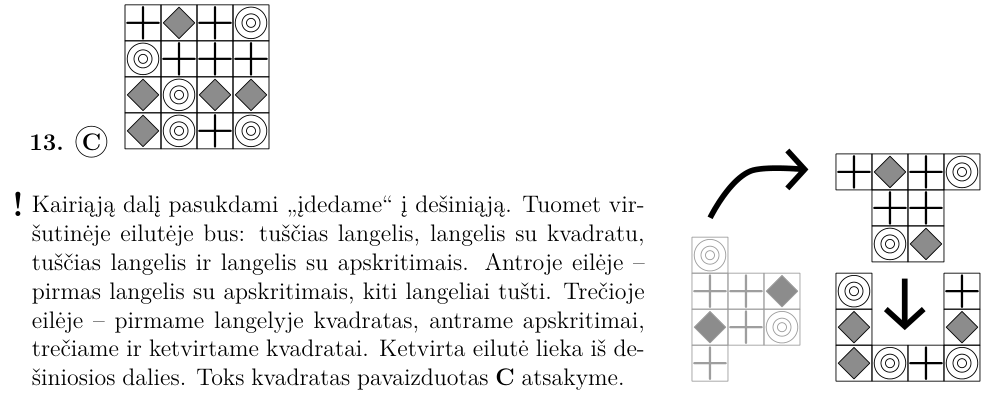 13. C
! Kairiąją dalį pasukdami „įdedame“ į dešiniąją. Tuomet vir-
šutinėje eilutėje bus: tuščias langelis, langelis su kvadratu,
tuščias langelis ir langelis su apskritimais. Antroje eilėje –
pirmas langelis su apskritimais, kiti langeliai tušti. Trečioje
eilėje – pirmame langelyje kvadratas, antrame apskritimai,
trečiame ir ketvirtame kvadratai. Ketvirta eilutė lieka iš de-
šiniosios dalies. Toks kvadratas pavaizduotas C atsakyme.